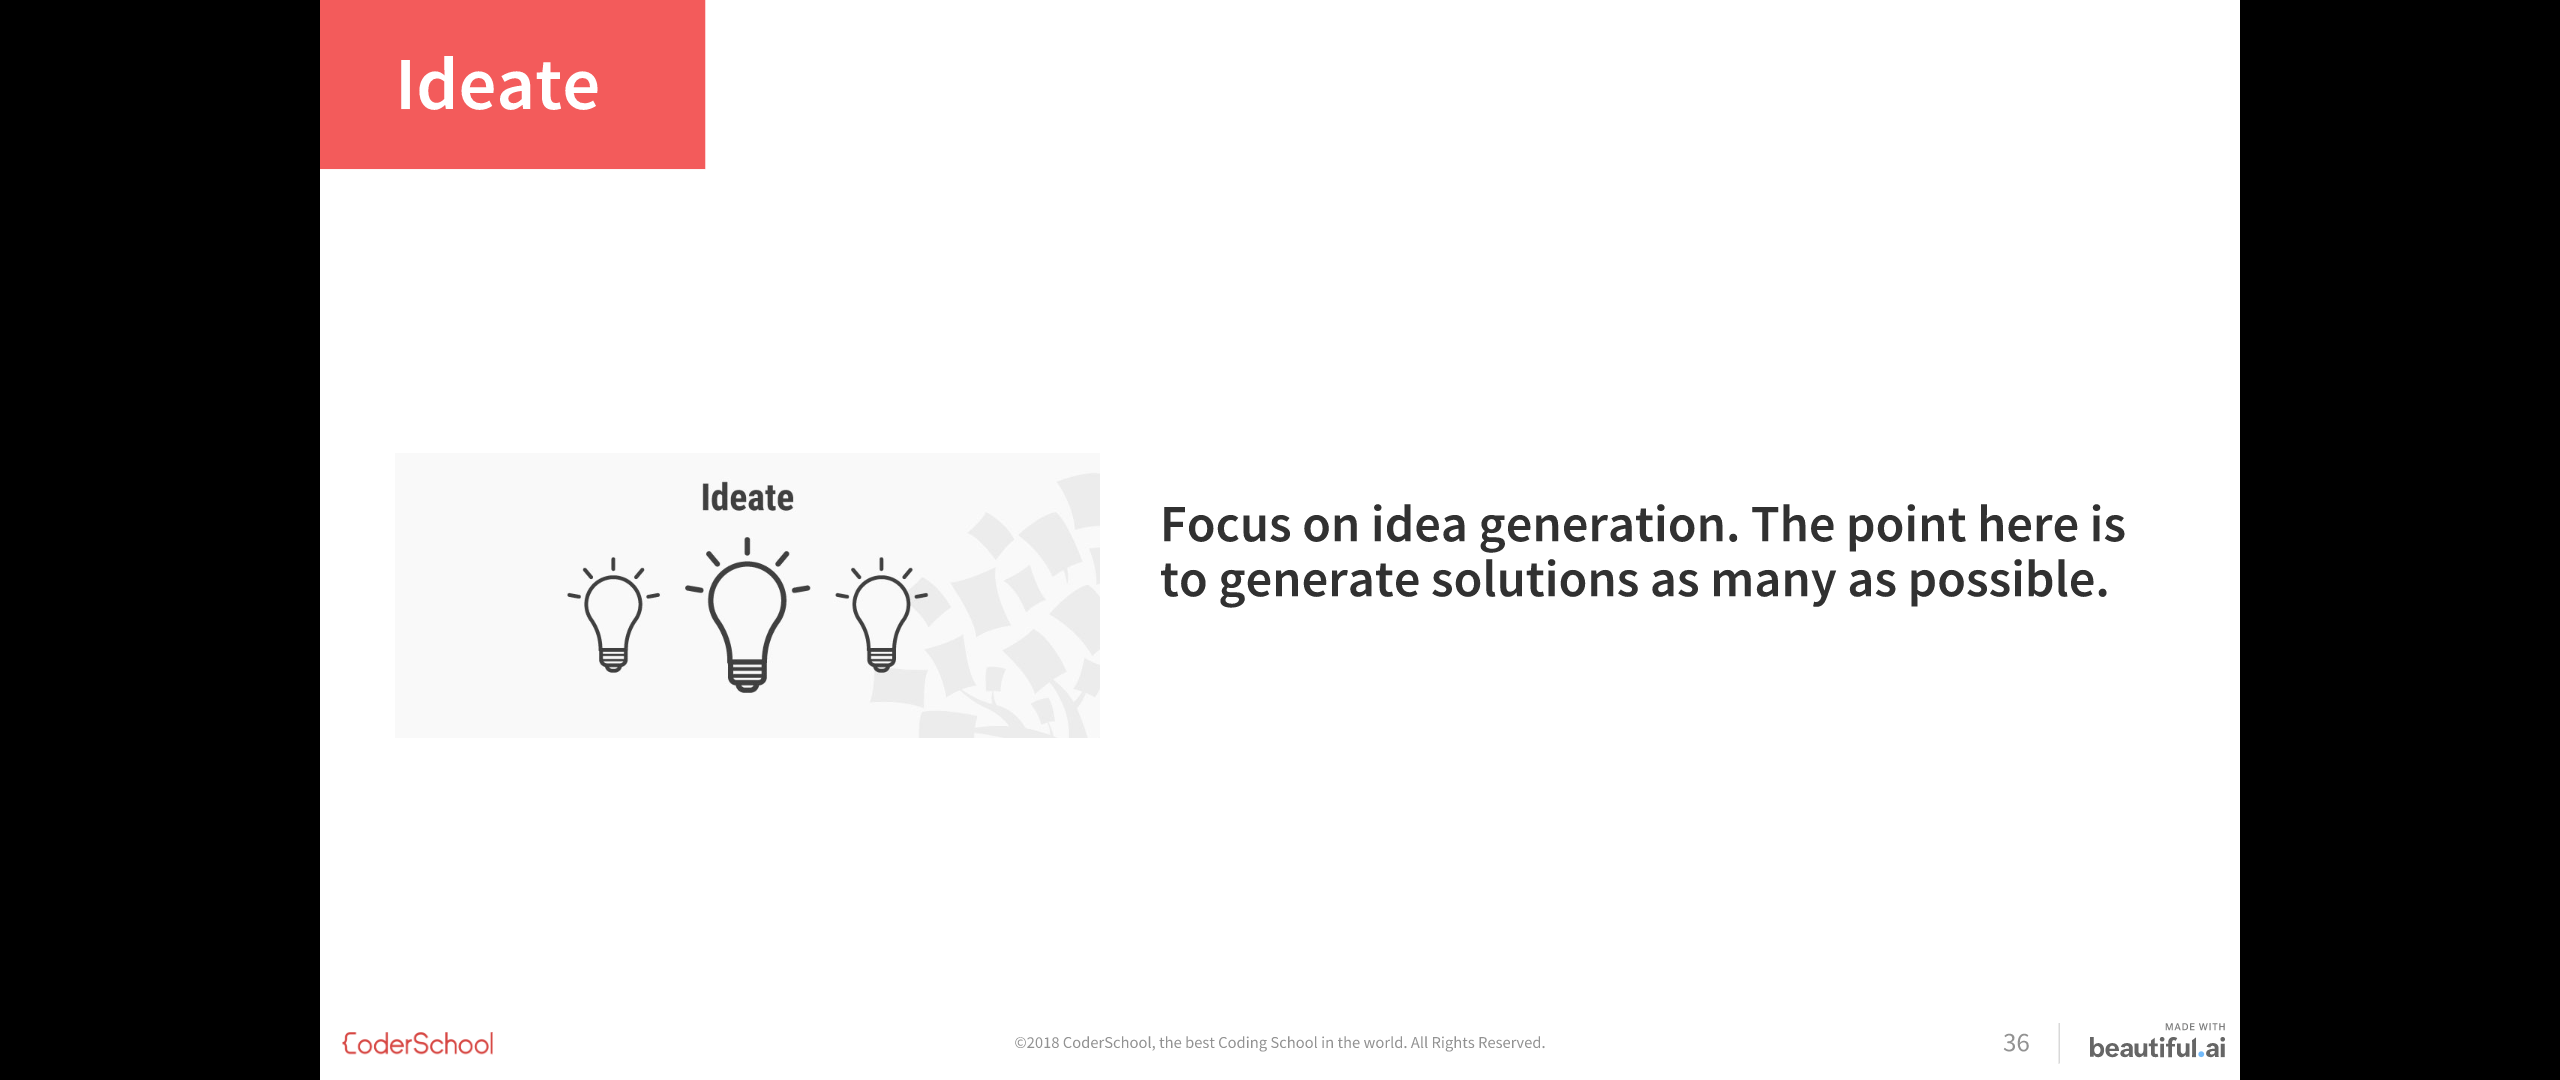 Ideate
Ideate
Focus on idea generation. The point here is
to generate solutions as many as possible.
CoderSchool
©2018 CoderSchool, the best Coding School in the world. All Rights Reserved.
36
MADE WITH
beautiful.ai